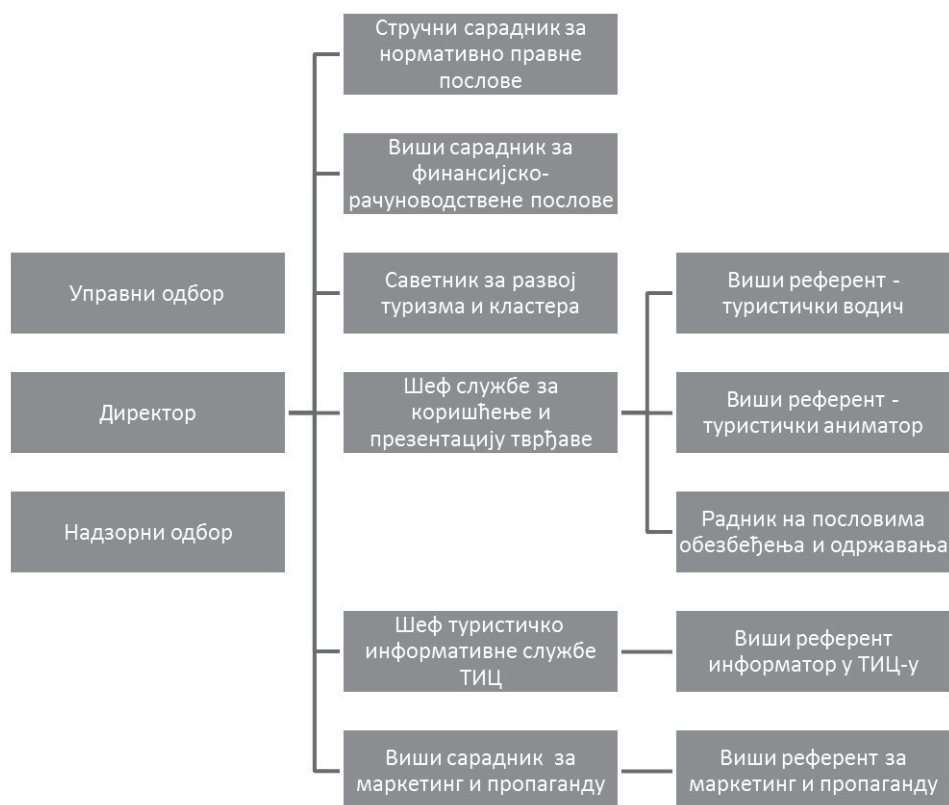 Стручни сарадник за
нормативно правне
послове
Виши сарадник за
финансијско-
рачуноводствене послове
Управни одбор
Саветник за развој
туризма и кластера
Виши референт -
туристички водич
Директор
Шеф службе за
коришћење и
презентацију тврђаве
Виши референт -
туристички аниматор
Надзорни одбор
Радник на пословима
обезбеђења и одржавања
Шеф туристичко
информативне службе
ТИЦ
Виши референт
информатор у ТИЦ-у
Виши сарадник за
маркетинг и пропаганду
Виши референт за
маркетинг и пропаганду